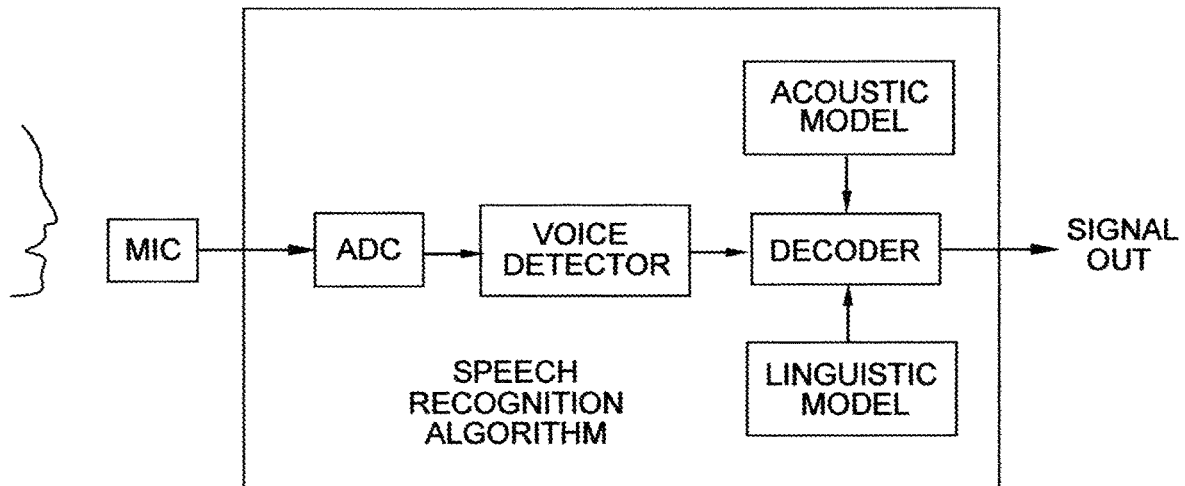 ACOUSTIC
MODEL
MIC
ADC
VOICE
DETECTOR
DECODER
SIGNAL
OUT
SPEECH
RECOGNITION
ALGORITHM
LINGUISTIC
MODEL